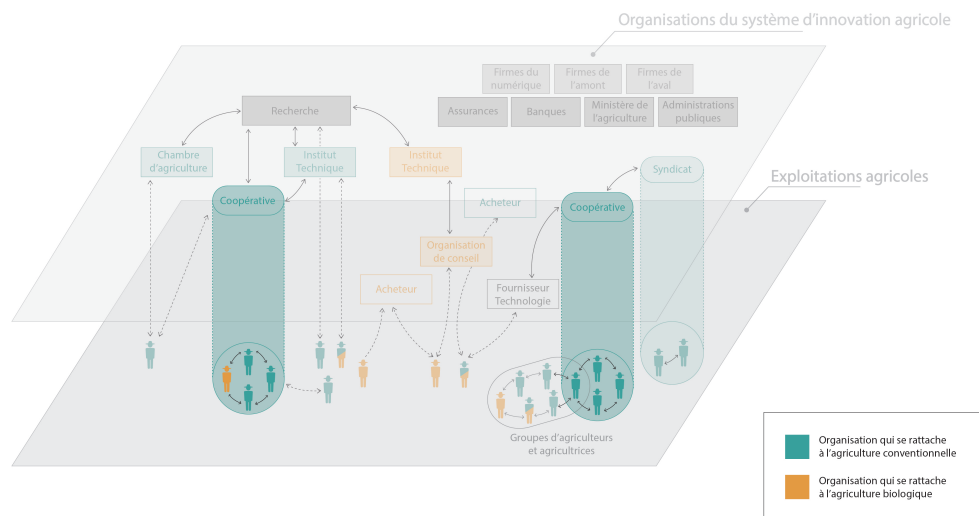 Organisations du système d'innovation agricole
Firmes du
numérique
Firmes de
l'amont
Firmes de
l'aval
Recherche
Assurances
Banques
Ministère de
l'agriculture
Administrations
publiques
Chambre
d'agriculture
Institut
Technique
Institut
Technique
Syndicat
Exploitations agricoles
Coopérative
Acheteur
Coopérative
Organisation
de conseil
Acheteur
Fournisseur
Technologie
Groupes d'agriculteurs
et agricultrices
Organisation qui se rattache
à l'agriculture conventionnelle
Organisation qui se rattache
à l'agriculture biologique